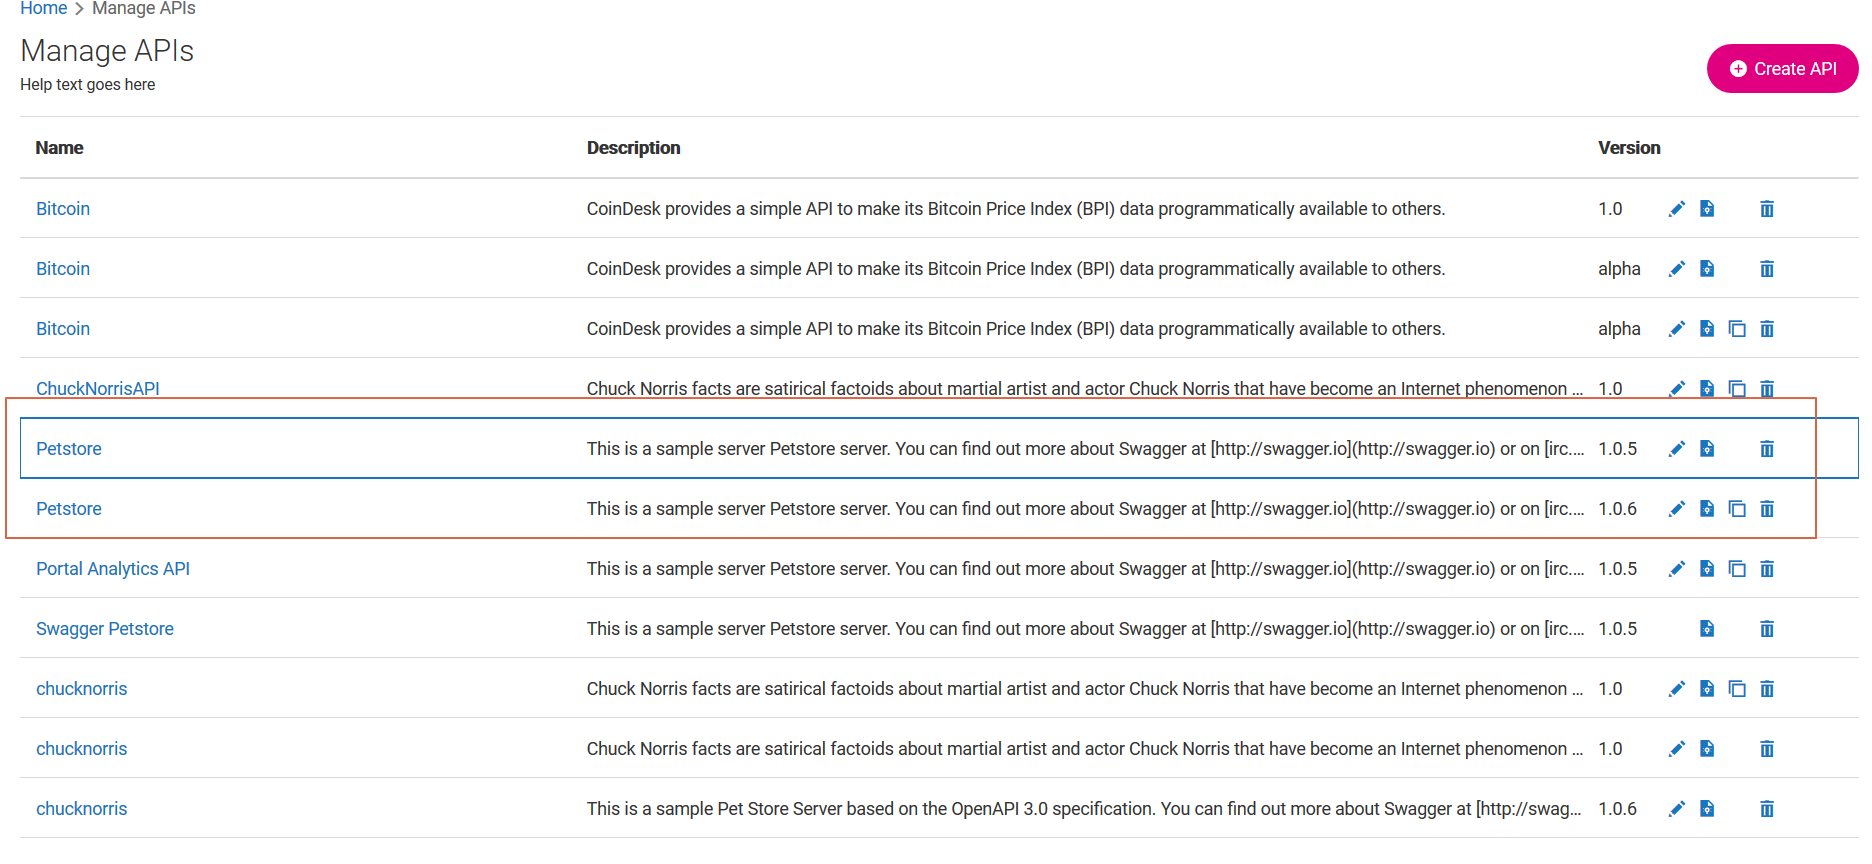 Home > Manage APIs
Manage APIs
Help text goes here
Create API
Name Description Version
Bitcoin CoinDesk provides a simple API to make its Bitcoin Price Index (BPI) data programmatically available to others. 1.0
Bitcoin CoinDesk provides a simple API to make its Bitcoin Price Index (BPI) data programmatically available to others. alpha
Bitcoin CoinDesk provides a simple API to make its Bitcoin Price Index (BPI) data programmatically available to others. alpha
ChuckNorrisAPI Chuck Norris facts are satirical factoids about martial artist and actor Chuck Norris that have become an Internet phenomenon ... 1.0
Petstore This is a sample server Petstore server. You can find out more about Swagger at [http://swagger.io](http://swagger.io) or on [irc.... 1.0.5
Petstore This is a sample server Petstore server. You can find out more about Swagger at [http://swagger.io](http://swagger.io) or on [irc.... 1.0.6
Portal Analytics API This is a sample server Petstore server. You can find out more about Swagger at [http://swagger.io](http://swagger.io) or on [irc.... 1.0.5
Swagger Petstore This is a sample server Petstore server. You can find out more about Swagger at [http://swagger.io](http://swagger.io) or on [irc.... 1.0.5
chucknorris Chuck Norris facts are satirical factoids about martial artist and actor Chuck Norris that have become an Internet phenomenon ... 1.0
chucknorris Chuck Norris facts are satirical factoids about martial artist and actor Chuck Norris that have become an Internet phenomenon ... 1.0
chucknorris This is a sample Pet Store Server based on the OpenAPI 3.0 specification. You can find out more about Swagger at [http://swag... 1.0.6